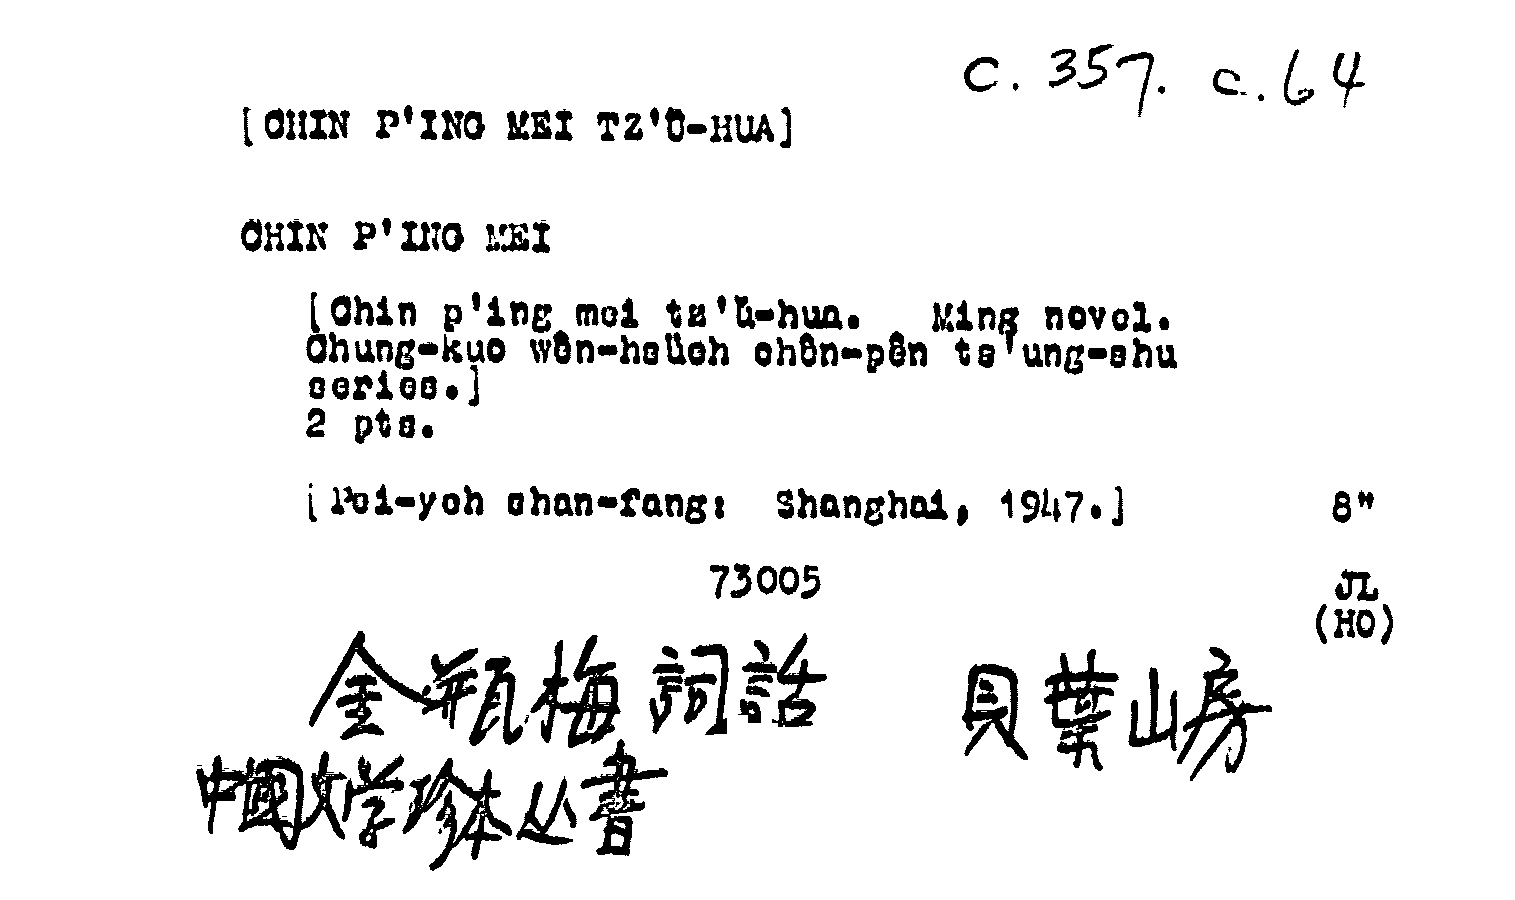 c. 357. c. 64
[CHIN P'ING MEI TZ'Ŭ-HUA]
CHIN P'ING MEI
[Chin p'ing mei tz'ŭ-hua. Ming novel.
Chung-kuo wên-hsüeh chên-pên ts'ung-shu
series.]
2 pts.
[Pei-yeh shan-fang: Shanghai, 1947.] 8"
73005 JL
(HO)
金瓶梅詞話 貝葉山房
中國文学珍本丛書